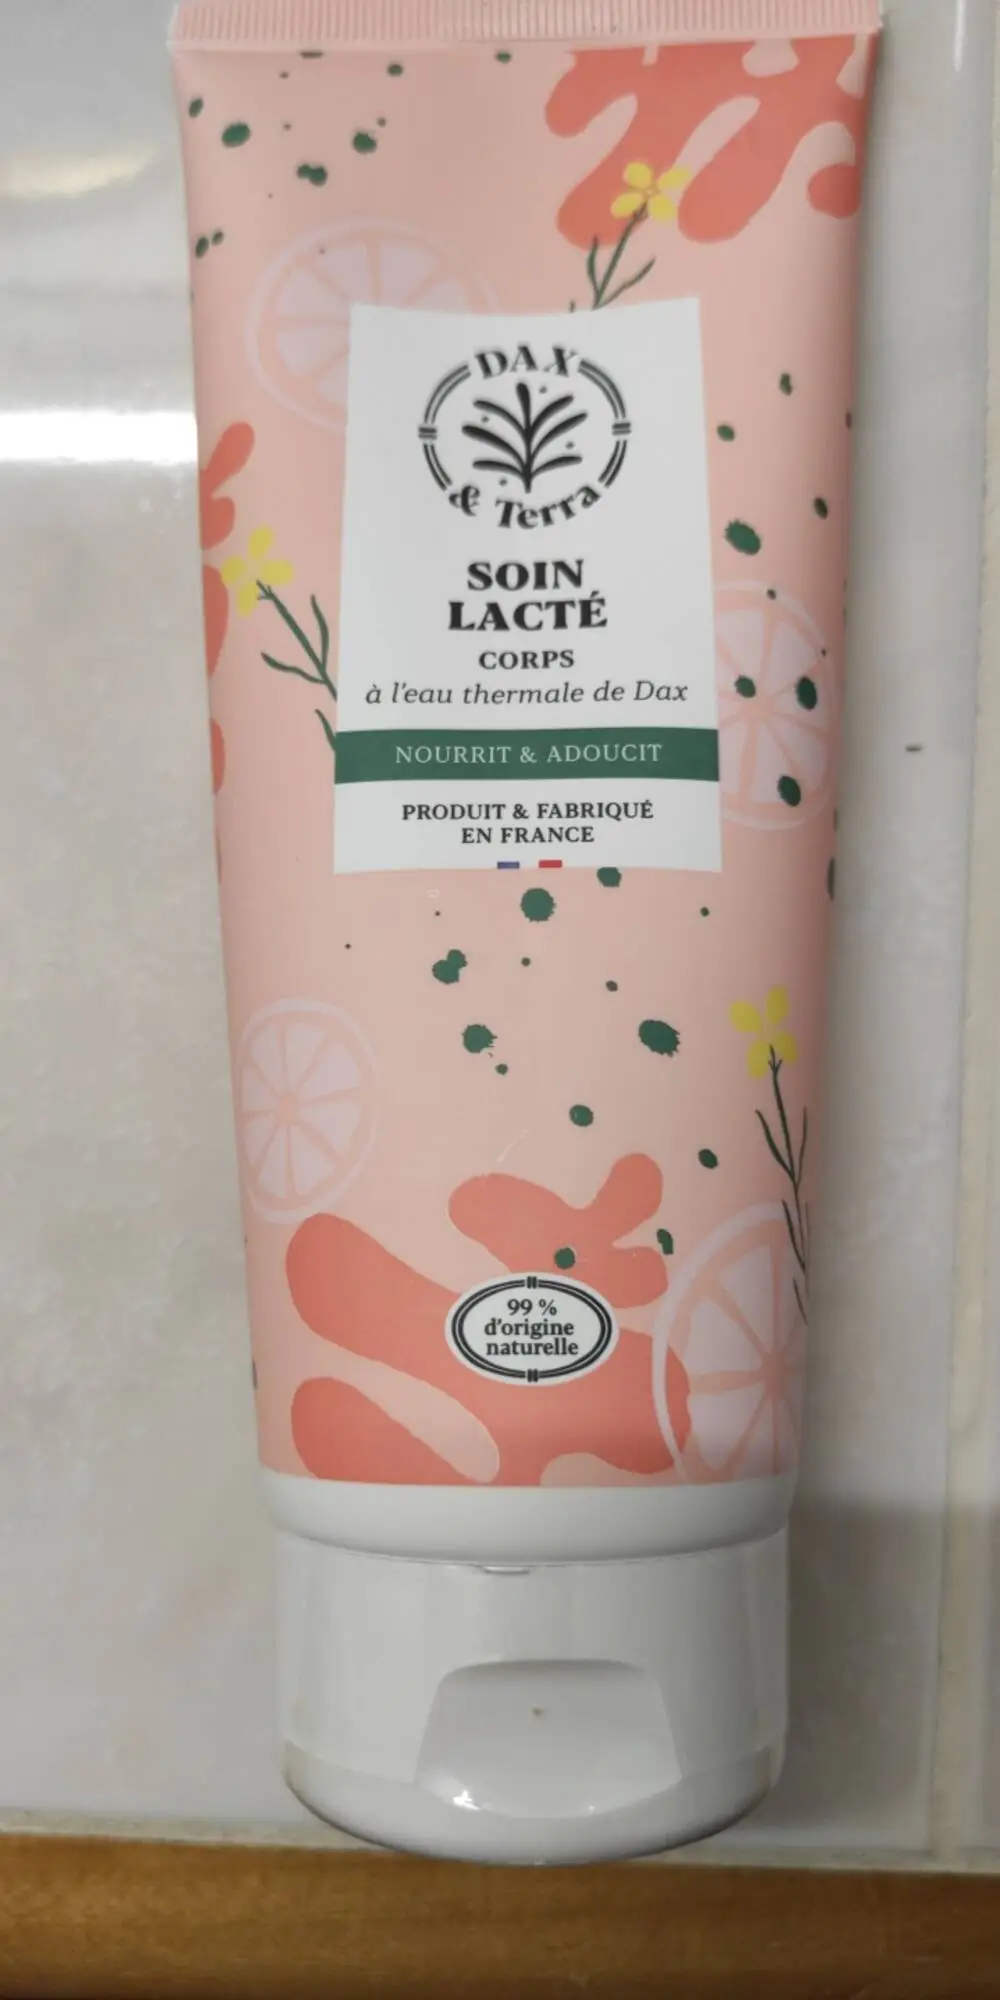 DAX
& Terra
SOIN
LACTÉ
CORPS
à l'eau thermale de Dax
NOURRIT & ADOUCIT
PRODUIT & FABRIQUÉ
EN FRANCE
99 %
d'origine
naturelle